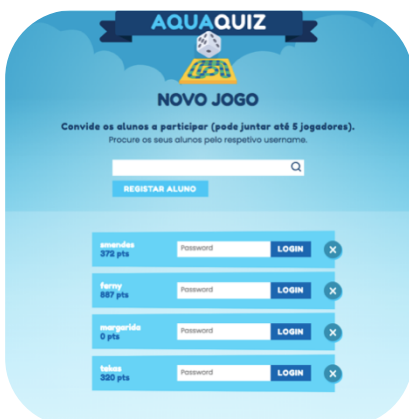 AQUAQUIZ
NOVO JOGO
Convide os alunos a participar (pode juntar até 5 jogadores).
Procure os seus alunos pelo respetivo username.
REGISTAR ALUNO
smendes
372 pts
Password
LOGIN
ferny
887 pts
Password
LOGIN
margarida
0 pts
Password
LOGIN
tekas
320 pts
Password
LOGIN